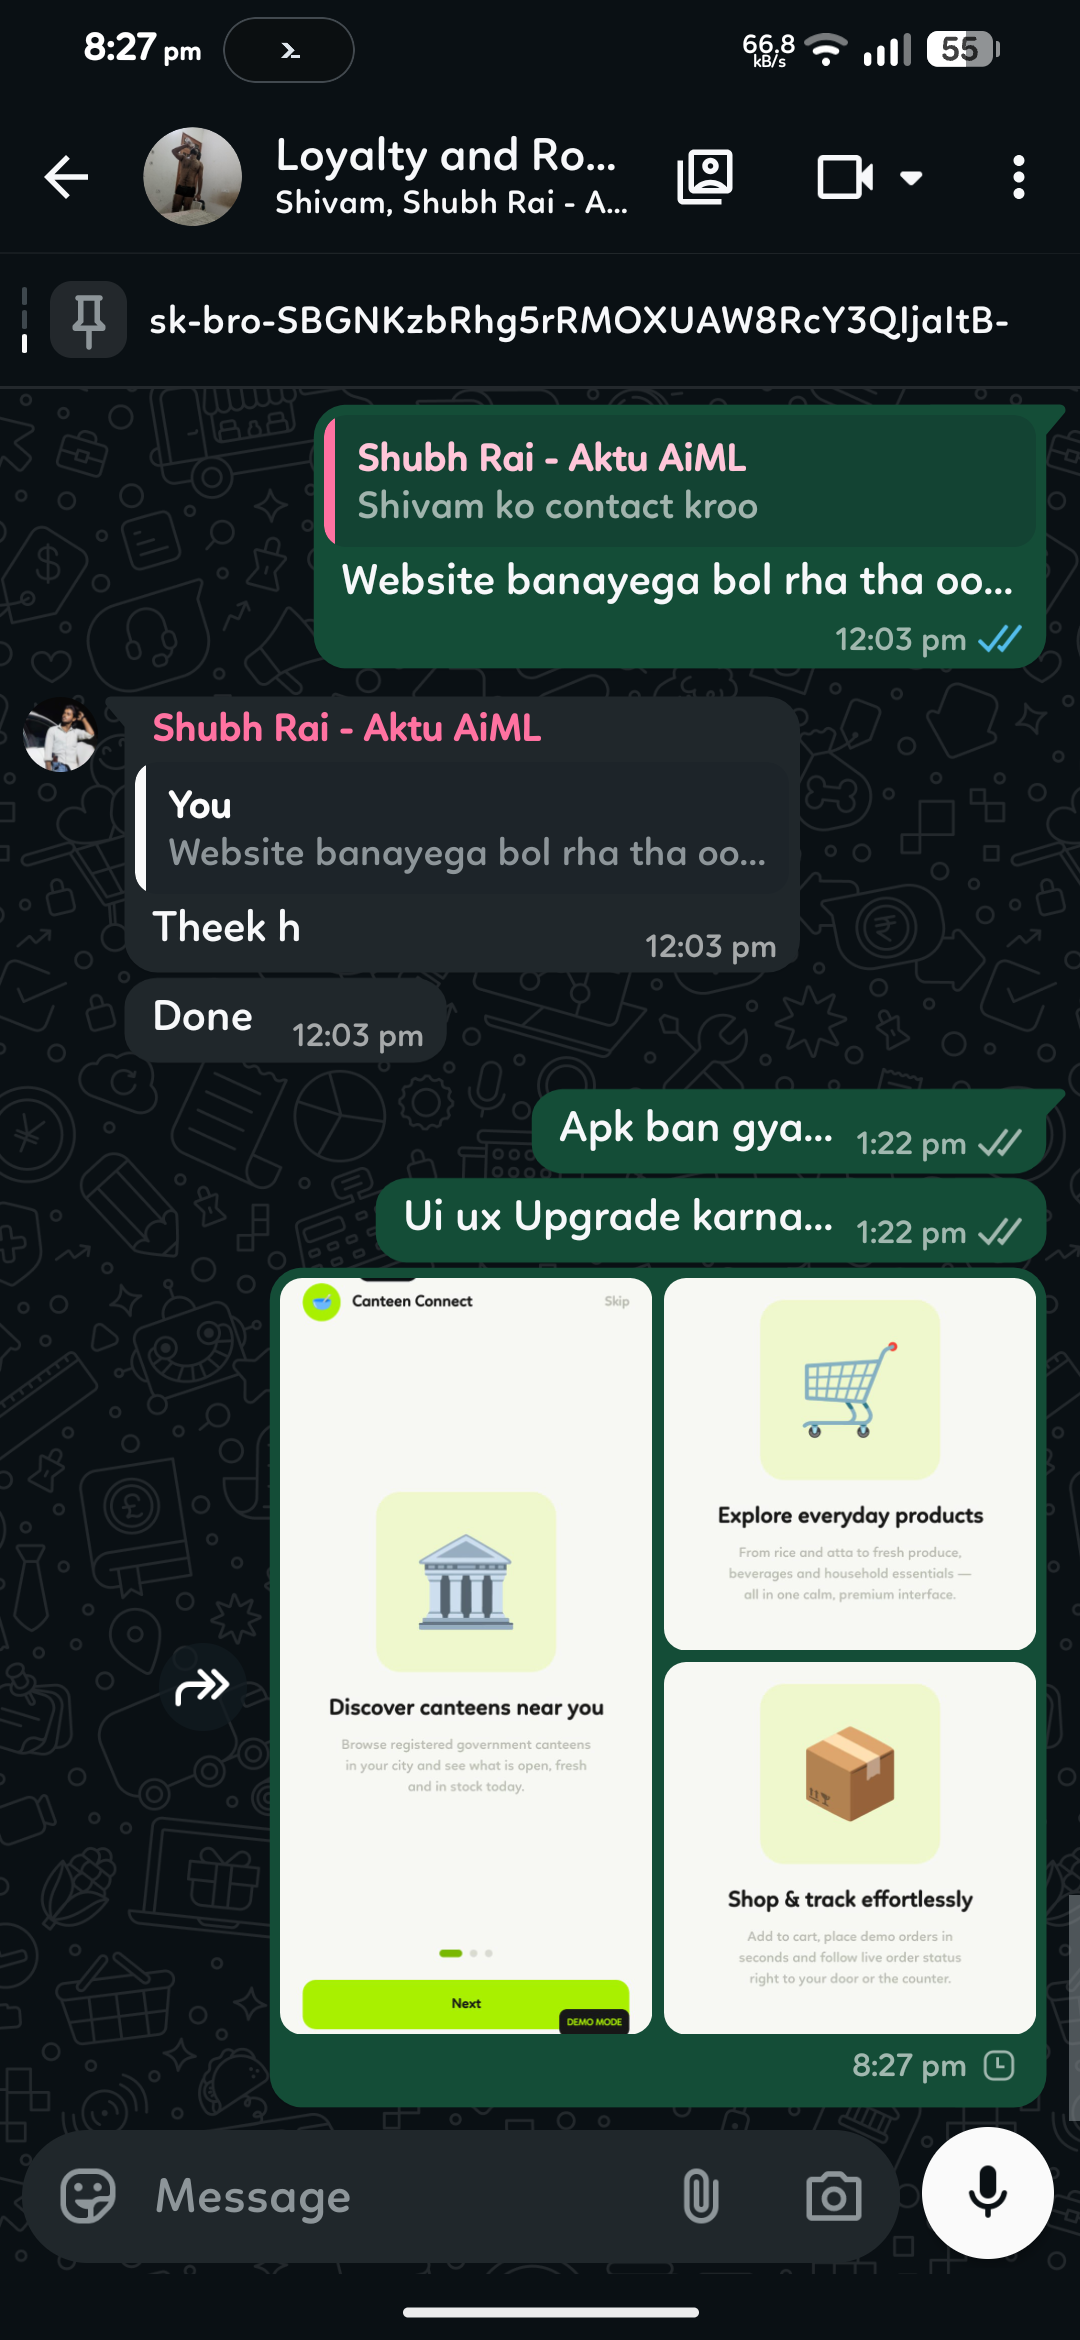 8:27 pm
66.8
kB/s
55
Loyalty and Ro...
Shivam, Shubh Rai - A...
sk-bro-SBGNKzbRhg5rRMOXUAW8RcY3QIjaItB-
Shubh Rai - Aktu AiML
Shivam ko contact kroo
Website banayega bol rha tha oo...
12:03 pm
Shubh Rai - Aktu AiML
You
Website banayega bol rha tha oo...
Theek h
12:03 pm
Done
12:03 pm
Apk ban gya...
1:22 pm
Ui ux Upgrade karna...
1:22 pm
Canteen Connect
Skip
Discover canteens near you
Browse registered government canteens
in your city and see what is open, fresh
and in stock today.
Next
DEMO MODE
Explore everyday products
From rice and atta to fresh produce,
beverages and household essentials —
all in one calm, premium interface.
Shop & track effortlessly
Add to cart, place demo orders in
seconds and follow live order status
right to your door or the counter.
8:27 pm
Message